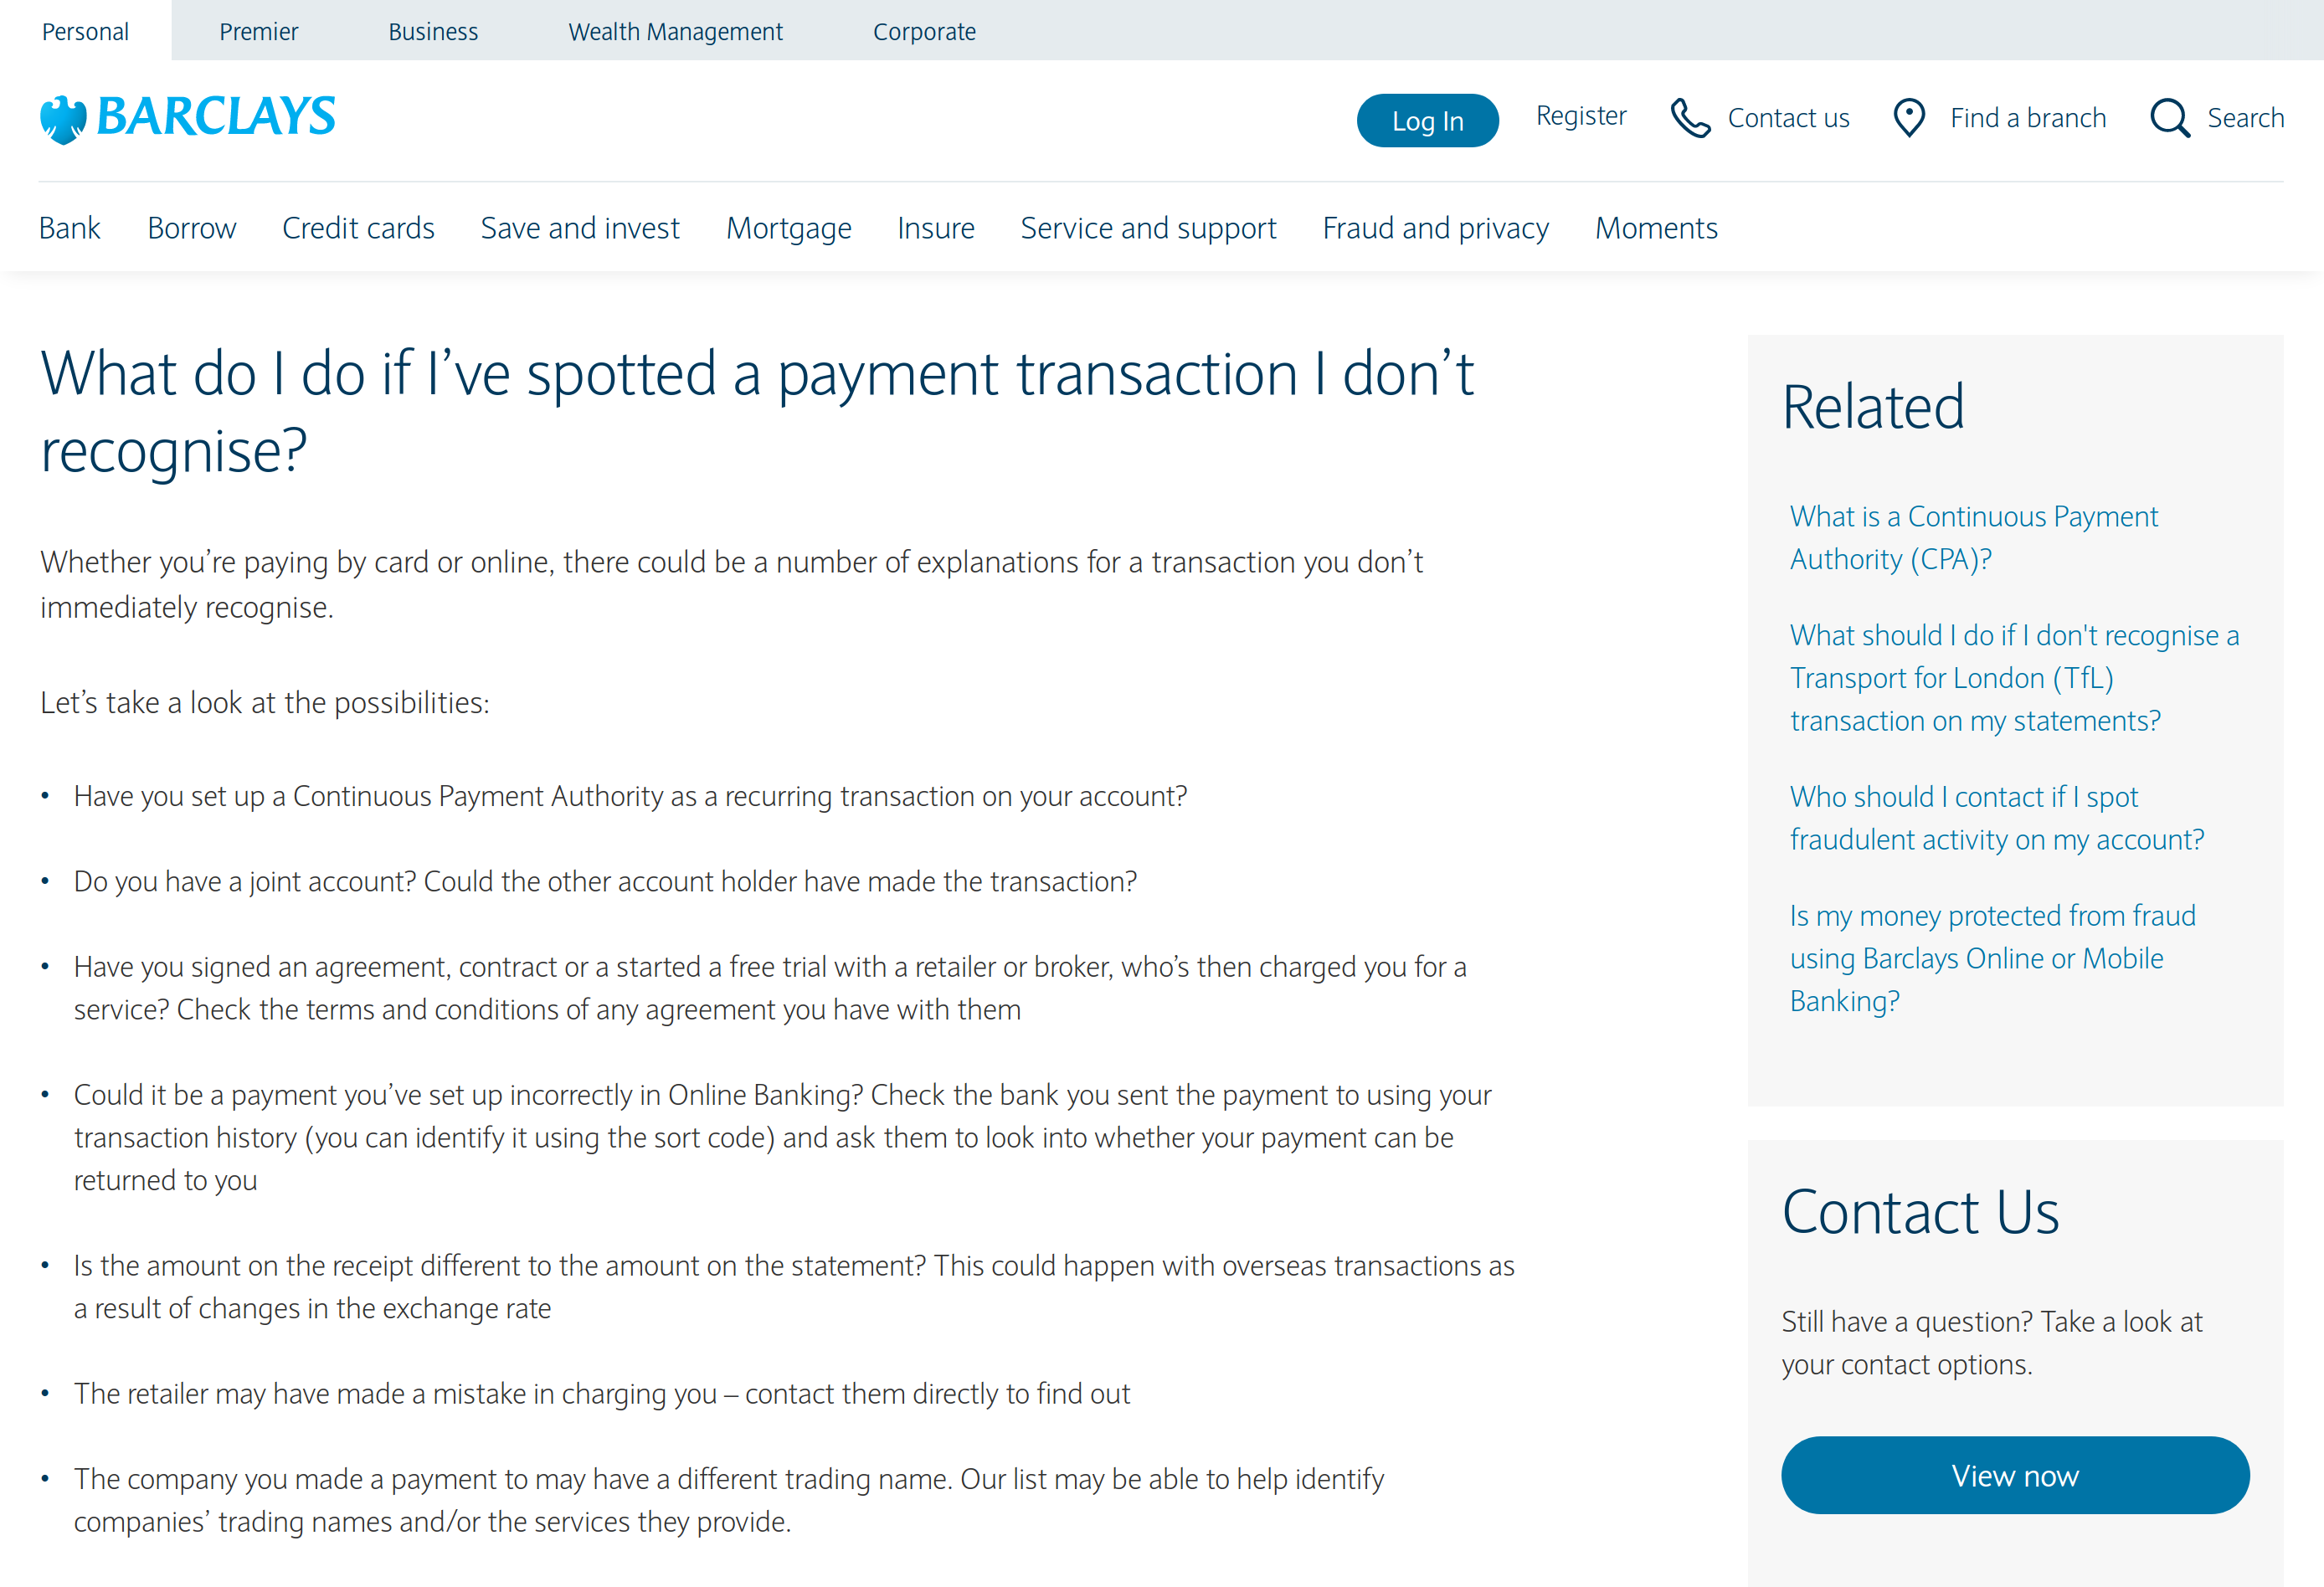 Personal
Premier
Business
Wealth Management
Corporate
BARCLAYS
Log In
Register
Contact us
Find a branch
Search
Bank
Borrow
Credit cards
Save and invest
Mortgage
Insure
Service and support
Fraud and privacy
Moments
What do I do if I’ve spotted a payment transaction I don’t
recognise?
Whether you’re paying by card or online, there could be a number of explanations for a transaction you don’t
immediately recognise.
Let’s take a look at the possibilities:
• Have you set up a Continuous Payment Authority as a recurring transaction on your account?
• Do you have a joint account? Could the other account holder have made the transaction?
• Have you signed an agreement, contract or a started a free trial with a retailer or broker, who’s then charged you for a
service? Check the terms and conditions of any agreement you have with them
• Could it be a payment you’ve set up incorrectly in Online Banking? Check the bank you sent the payment to using your
transaction history (you can identify it using the sort code) and ask them to look into whether your payment can be
returned to you
• Is the amount on the receipt different to the amount on the statement? This could happen with overseas transactions as
a result of changes in the exchange rate
• The retailer may have made a mistake in charging you – contact them directly to find out
• The company you made a payment to may have a different trading name. Our list may be able to help identify
companies’ trading names and/or the services they provide.
Related
What is a Continuous Payment
Authority (CPA)?
What should I do if I don't recognise a
Transport for London (TfL)
transaction on my statements?
Who should I contact if I spot
fraudulent activity on my account?
Is my money protected from fraud
using Barclays Online or Mobile
Banking?
Contact Us
Still have a question? Take a look at
your contact options.
View now